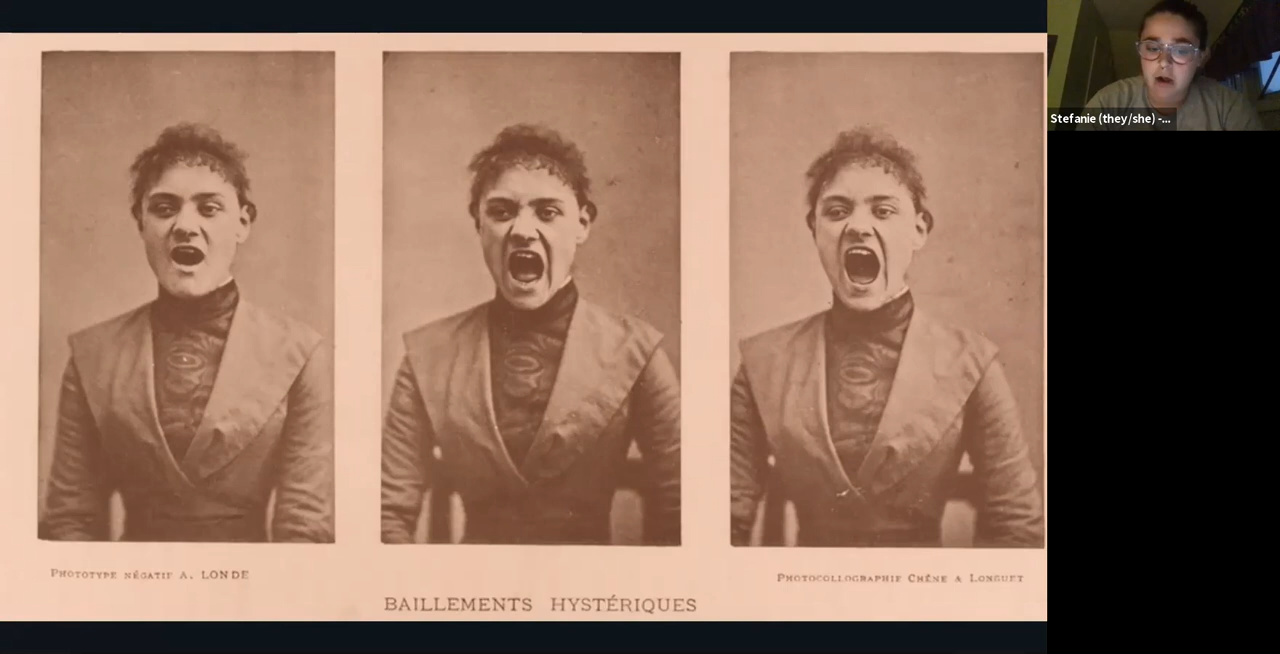 Stefanie (they/she) -...
PHOTOTYPE NÉGATIF A. LONDE
PHOTOCOLLOGRAPHIE CHÊNE & LONGUET
BAILLEMENTS HYSTÉRIQUES